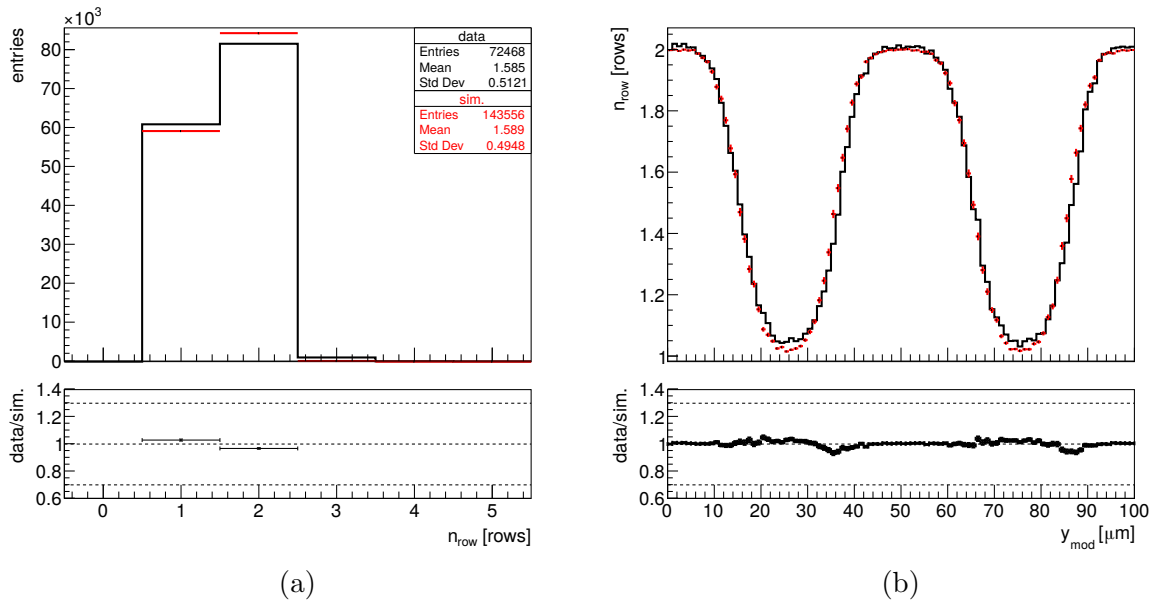 ×10³
entries
80
70
60
50
40
30
20
10
0
data
Entries 72468
Mean 1.585
Std Dev 0.5121
sim.
Entries 143556
Mean 1.589
Std Dev 0.4948
data/sim.
1.4
1.2
1
0.8
0.6
0 1 2 3 4 5
n_row [rows]
(a)
n_row [rows]
2
1.8
1.6
1.4
1.2
1
data/sim.
1.4
1.2
1
0.8
0.6
0 10 20 30 40 50 60 70 80 90 100
y_mod [μm]
(b)